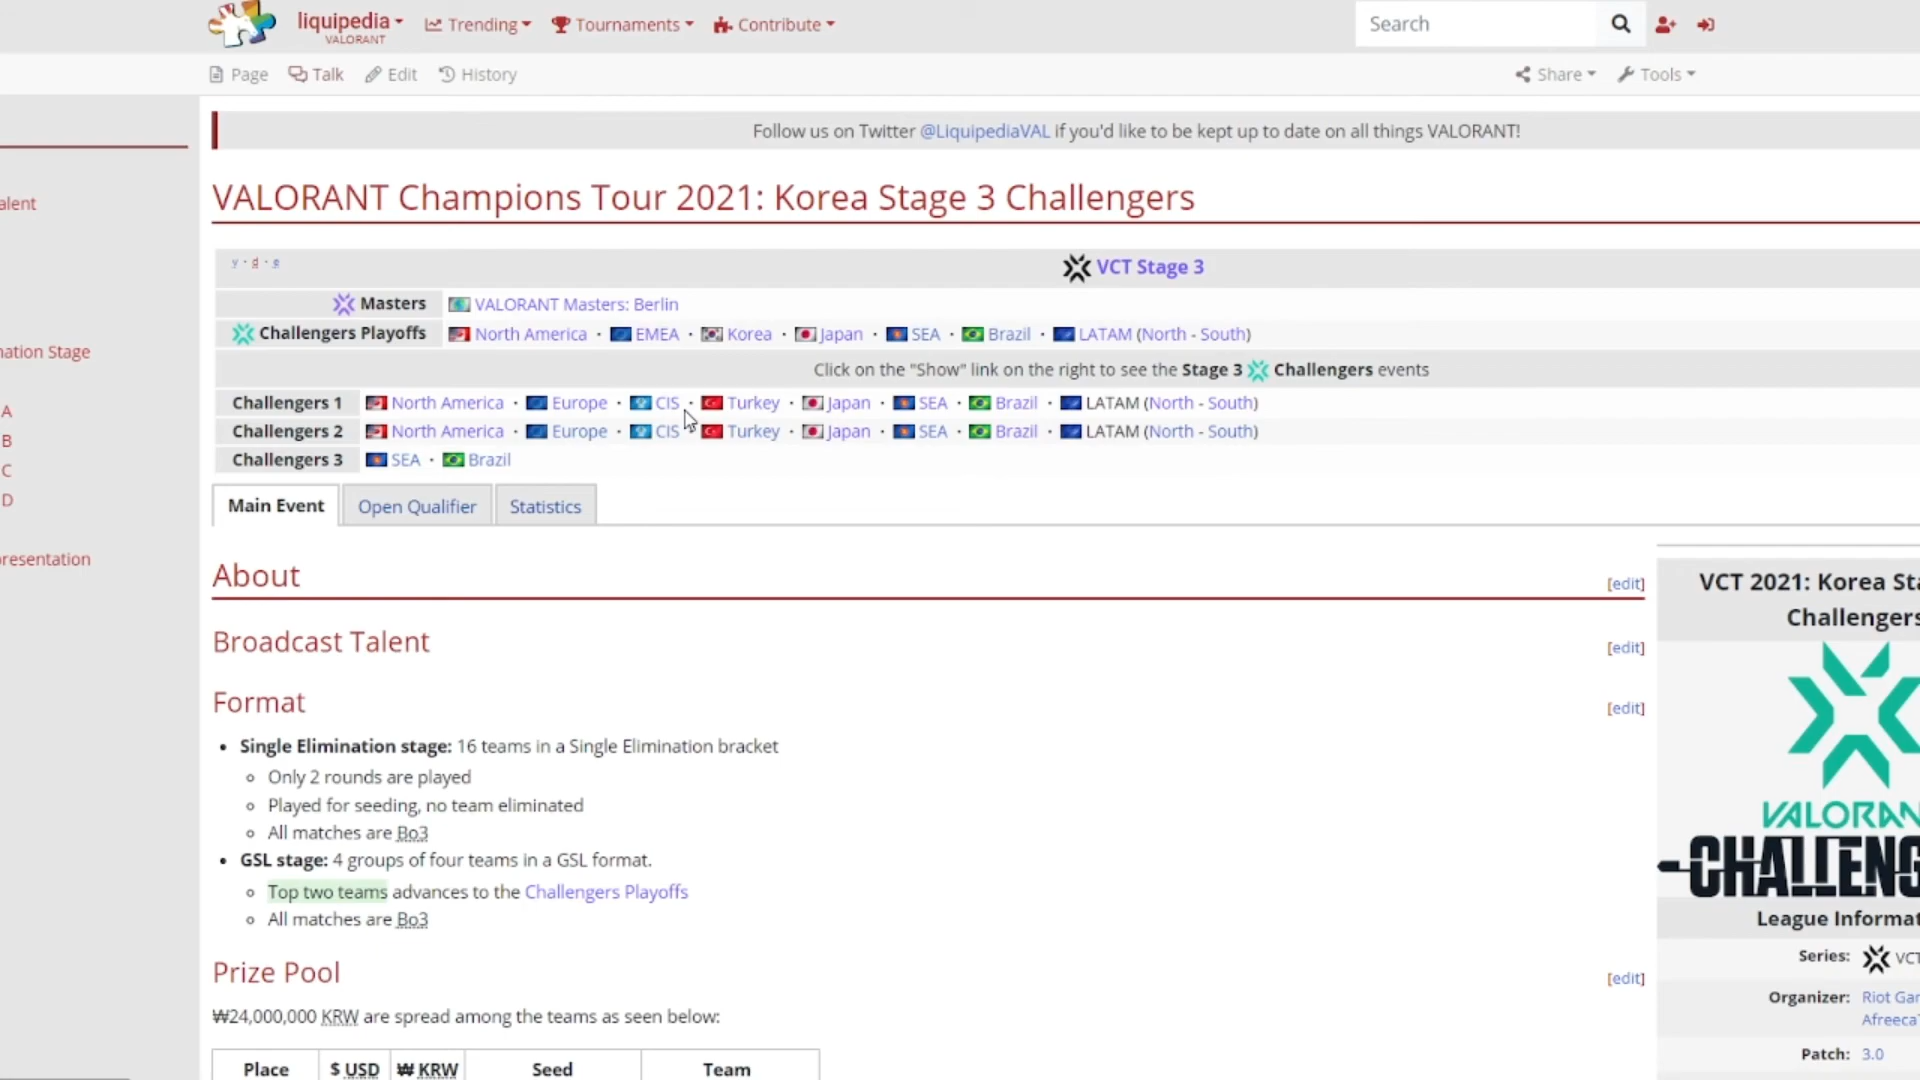 liquipedia
VALORANT
Trending
Tournaments
Contribute
Search
Page
Talk
Edit
History
Share
Tools
Follow us on Twitter @LiquipediaVAL if you'd like to be kept up to date on all things VALORANT!
alent
nation Stage
A
B
C
D
presentation
VALORANT Champions Tour 2021: Korea Stage 3 Challengers
v · d · e
VCT Stage 3
Masters VALORANT Masters: Berlin
Challengers Playoffs North America · EMEA · Korea · Japan · SEA · Brazil · LATAM (North - South)
Click on the "Show" link on the right to see the Stage 3 Challengers events
Challengers 1 North America · Europe · CIS · Turkey · Japan · SEA · Brazil · LATAM (North - South)
Challengers 2 North America · Europe · CIS · Turkey · Japan · SEA · Brazil · LATAM (North - South)
Challengers 3 SEA · Brazil
Main Event
Open Qualifier
Statistics
About [edit]
Broadcast Talent [edit]
Format [edit]
• Single Elimination stage: 16 teams in a Single Elimination bracket
Only 2 rounds are played
Played for seeding, no team eliminated
All matches are Bo3
• GSL stage: 4 groups of four teams in a GSL format.
Top two teams advances to the Challengers Playoffs
All matches are Bo3
Prize Pool [edit]
₩24,000,000 KRW are spread among the teams as seen below:
Place $ USD ₩ KRW Seed Team
VCT 2021: Korea Sta
Challengers
VALORAN
CHALLENG
League Informat
Series: VCT
Organizer: Riot Gar
AfreecaT
Patch: 3.0